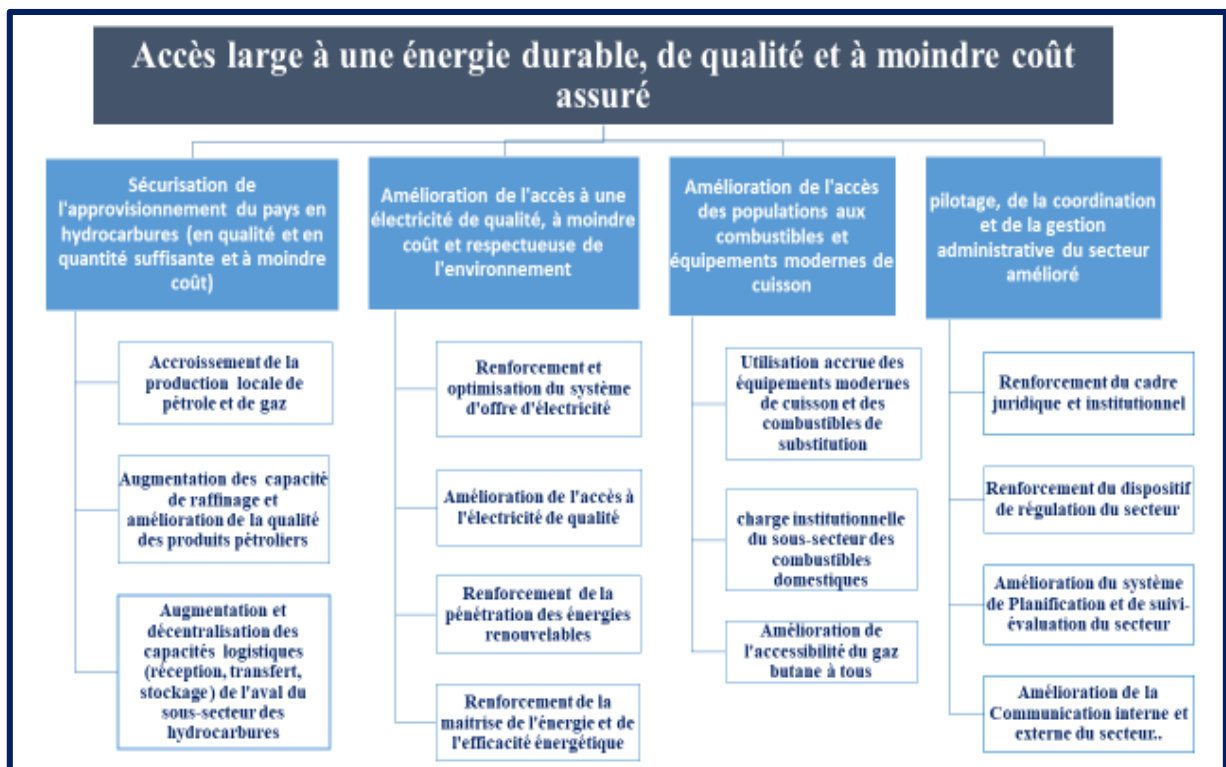 Accès large à une énergie durable, de qualité et à moindre coût
assuré
Sécurisation de
l'approvisionnement du pays en
hydrocarbures (en qualité et en
quantité suffisante et à moindre
coût)
Accroissement de la
production locale de
pétrole et de gaz
Augmentation des capacité
de raffinage et
amélioration de la qualité
des produits pétroliers
Augmentation et
décentralisation des
capacités logistiques
(réception, transfert,
stockage) de l'aval du
sous-secteur des
hydrocarbures
Amélioration de l'accès à une
électricité de qualité, à moindre
coût et respectueuse de
l'environnement
Renforcement et
optimisation du système
d'offre d'électricité
Amélioration de l'accès à
l'électricité de qualité
Renforcement de la
pénétration des énergies
renouvelables
Renforcement de la
maitrise de l'énergie et de
l'efficacité énergétique
Amélioration de l'accès
des populations aux
combustibles et
équipements modernes de
cuisson
Utilisation accrue des
équipements modernes
de cuisson et des
combustibles de
substitution
charge institutionnelle
du sous-secteur des
combustibles
domestiques
Amélioration de
l'accessibilité du gaz
butane à tous
pilotage, de la coordination
et de la gestion
administrative du secteur
amélioré
Renforcement du cadre
juridique et institutionnel
Renforcement du dispositif
de régulation du secteur
Amélioration du système
de Planification et de suivi-
évaluation du secteur
Amélioration de la
Communication interne et
externe du secteur..